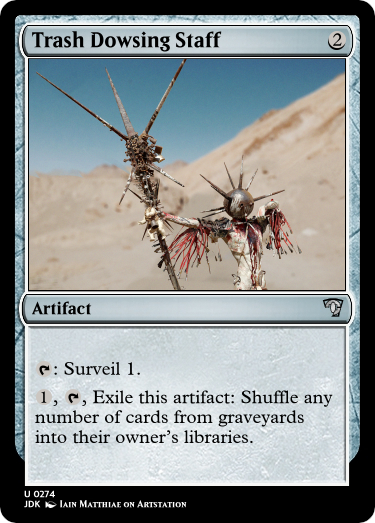 Trash Dowsing Staff 2
Artifact
: Surveil 1.
1, , Exile this artifact: Shuffle any
number of cards from graveyards
into their owner's libraries.
U 0274
JDK Iain Matthiae on Artstation